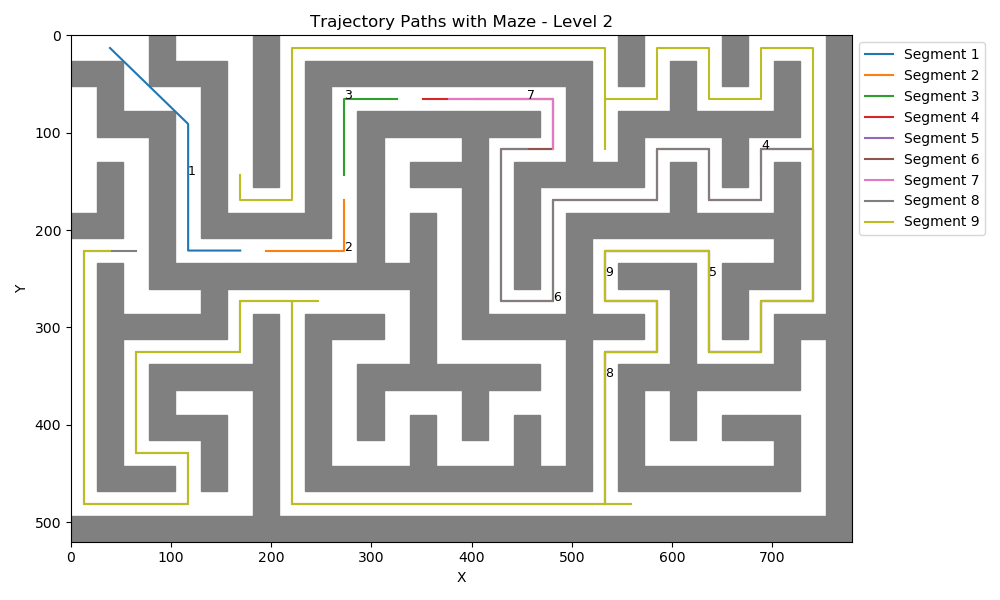 Trajectory Paths with Maze - Level 2
0
100
200
300
400
500
Y
0
100
200
300
400
500
600
700
X
1
2
3
4
5
6
7
8
9
Segment 1
Segment 2
Segment 3
Segment 4
Segment 5
Segment 6
Segment 7
Segment 8
Segment 9